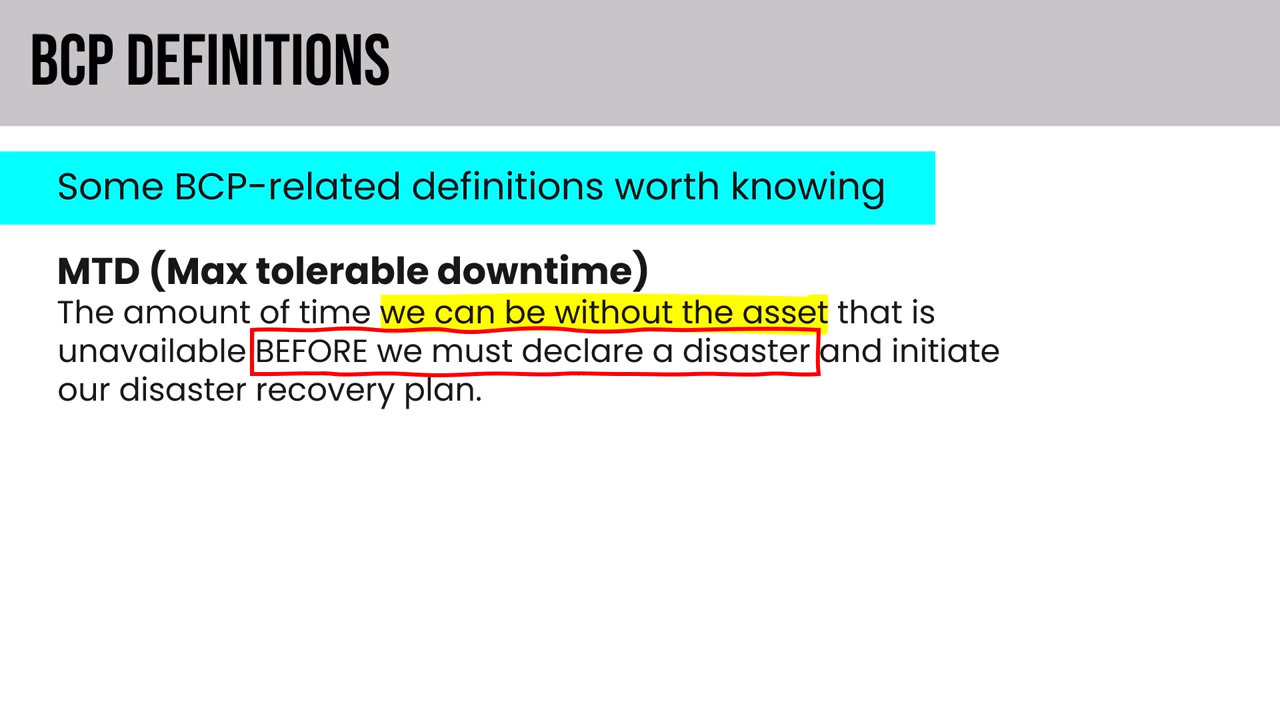 BCP DEFINITIONS
Some BCP-related definitions worth knowing
MTD (Max tolerable downtime)
The amount of time we can be without the asset that is
unavailable BEFORE we must declare a disaster and initiate
our disaster recovery plan.